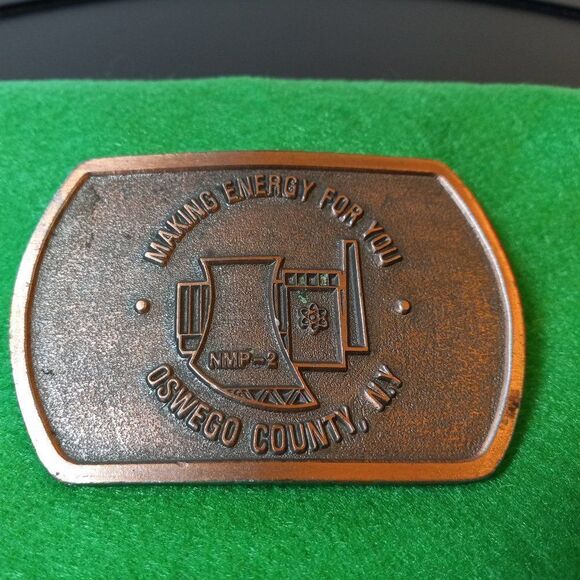 MAKING ENERGY FOR YOU
NMP-2
OSWEGO COUNTY, N.Y